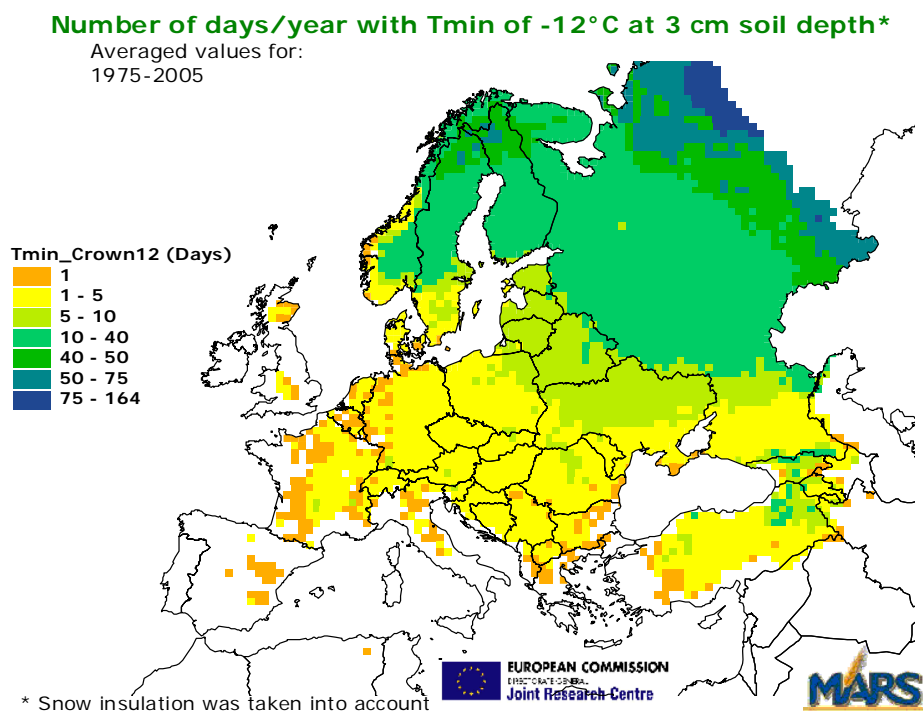 Number of days/year with Tmin of -12°C at 3 cm soil depth*
Averaged values for:
1975-2005
Tmin_Crown12 (Days)
1
1 - 5
5 - 10
10 - 40
40 - 50
50 - 75
75 - 164
EUROPEAN COMMISSION
DIRECTORATE-GENERAL
Joint Research Centre
MARS
* Snow insulation was taken into account